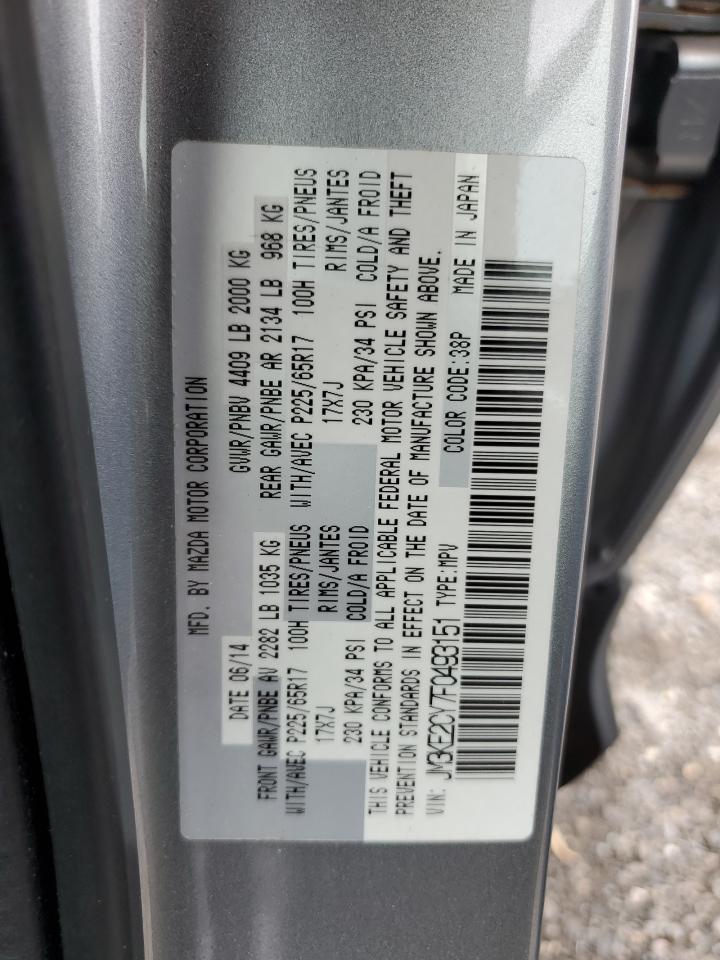 MFD. BY MAZDA MOTOR CORPORATION
DATE 06/14 GVWR/PNBV 4409 LB 2000 KG
FRONT GAWR/PNBE AV 2282 LB 1035 KG REAR GAWR/PNBE AR 2134 LB 968 KG
WITH/AVEC P225/65R17 100H TIRES/PNEUS WITH/AVEC P225/65R17 100H TIRES/PNEUS
17X7J RIMS/JANTES 17X7J RIMS/JANTES
230 KPA/34 PSI COLD/A FROID 230 KPA/34 PSI COLD/A FROID
THIS VEHICLE CONFORMS TO ALL APPLICABLE FEDERAL MOTOR VEHICLE SAFETY AND THEFT
PREVENTION STANDARDS IN EFFECT ON THE DATE OF MANUFACTURE SHOWN ABOVE.
VIN: JM3KE2CY7F0493151 TYPE:MPV COLOR CODE:38P MADE IN JAPAN